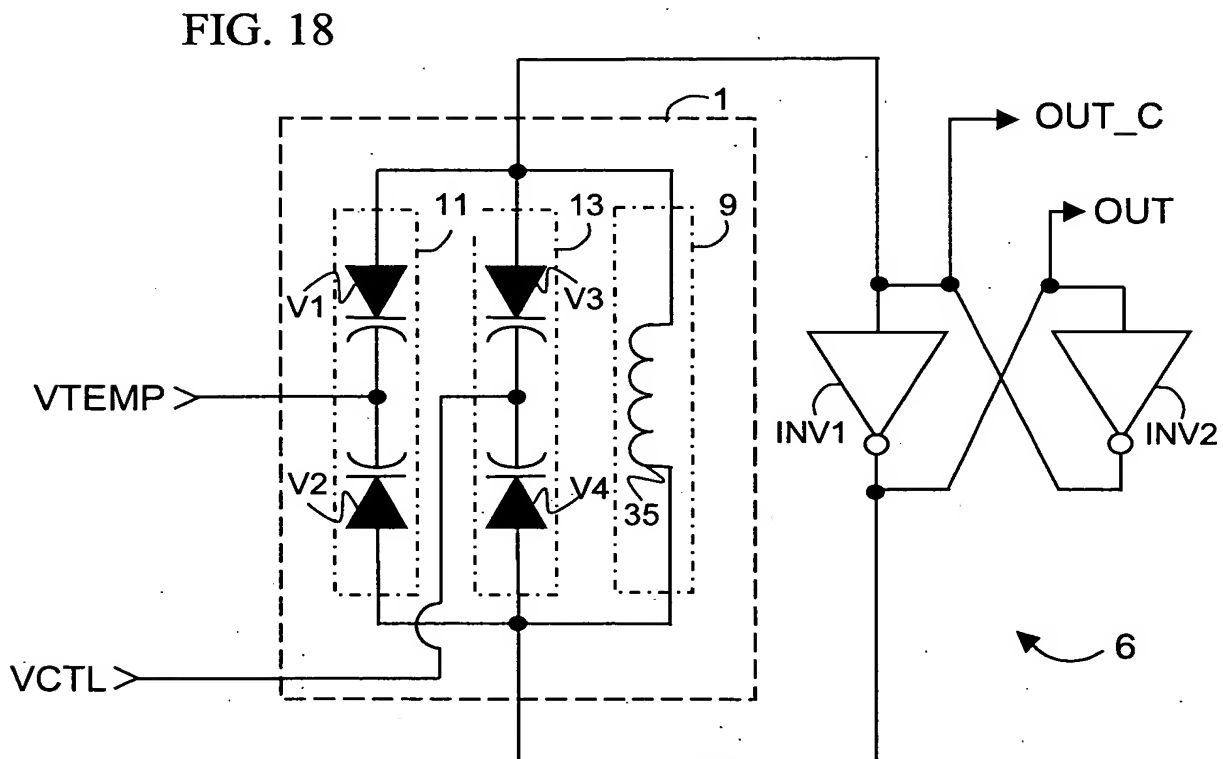 FIG. 18
1
OUT_C
11
13
9
OUT
V1
V3
VTEMP
INV1
INV2
V2
V4
35
VCTL
6